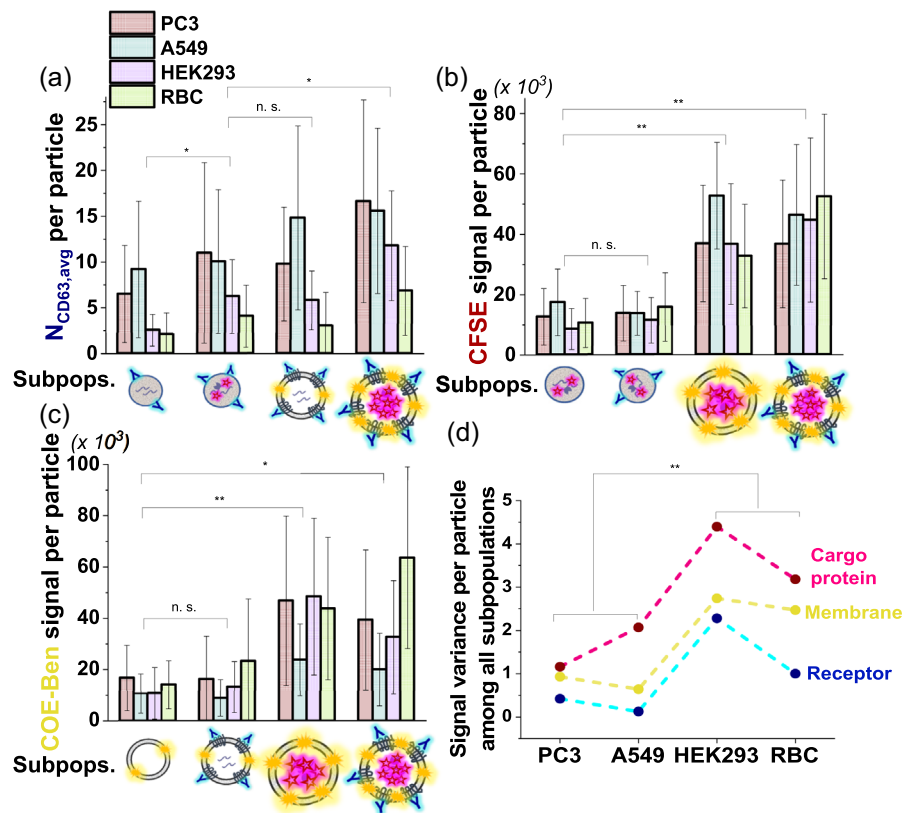 PC3
A549
HEK293
RBC
(a)
N_CD63,avg per particle
25
20
15
10
5
0
*
n. s.
*
Subpops.
(b)
(x 10³)
CFSE signal per particle
80
60
40
20
0
n. s.
**
**
Subpops.
(c)
(x 10³)
COE-Ben signal per particle
100
80
60
40
20
0
n. s.
**
*
Subpops.
(d)
Signal variance per particle
among all subpopulations
5
4
3
2
1
0
**
Cargo
protein
Membrane
Receptor
PC3 A549 HEK293 RBC